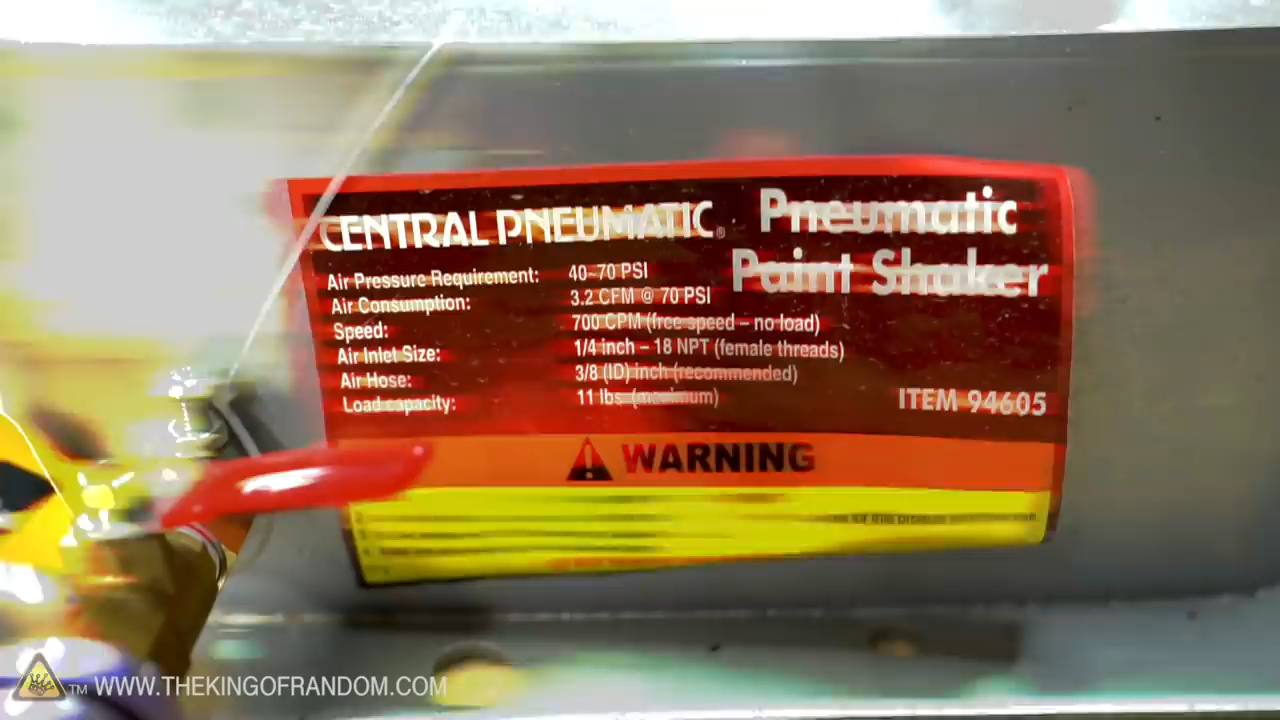 CENTRAL PNEUMATIC®
Pneumatic
Paint Shaker
Air Pressure Requirement: 40-70 PSI
Air Consumption: 3.2 CFM @ 70 PSI
Speed: 700 CPM (free speed – no load)
Air Inlet Size: 1/4 inch – 18 NPT (female threads)
Air Hose: 3/8 (ID) inch (recommended)
Load capacity: 11 lbs (maximum)
ITEM 94605
WARNING
TM WWW.THEKINGOFRANDOM.COM